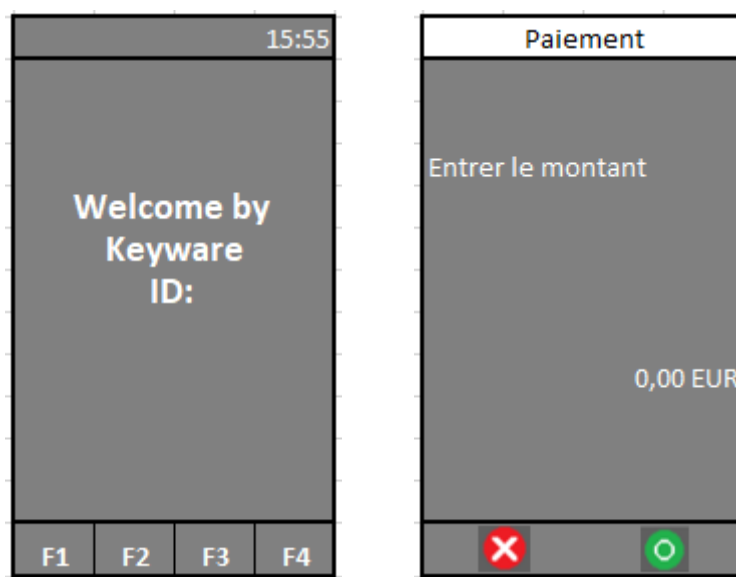 15:55
Welcome by
Keyware
ID:
F1 F2 F3 F4
Paiement
Entrer le montant
0,00 EUR